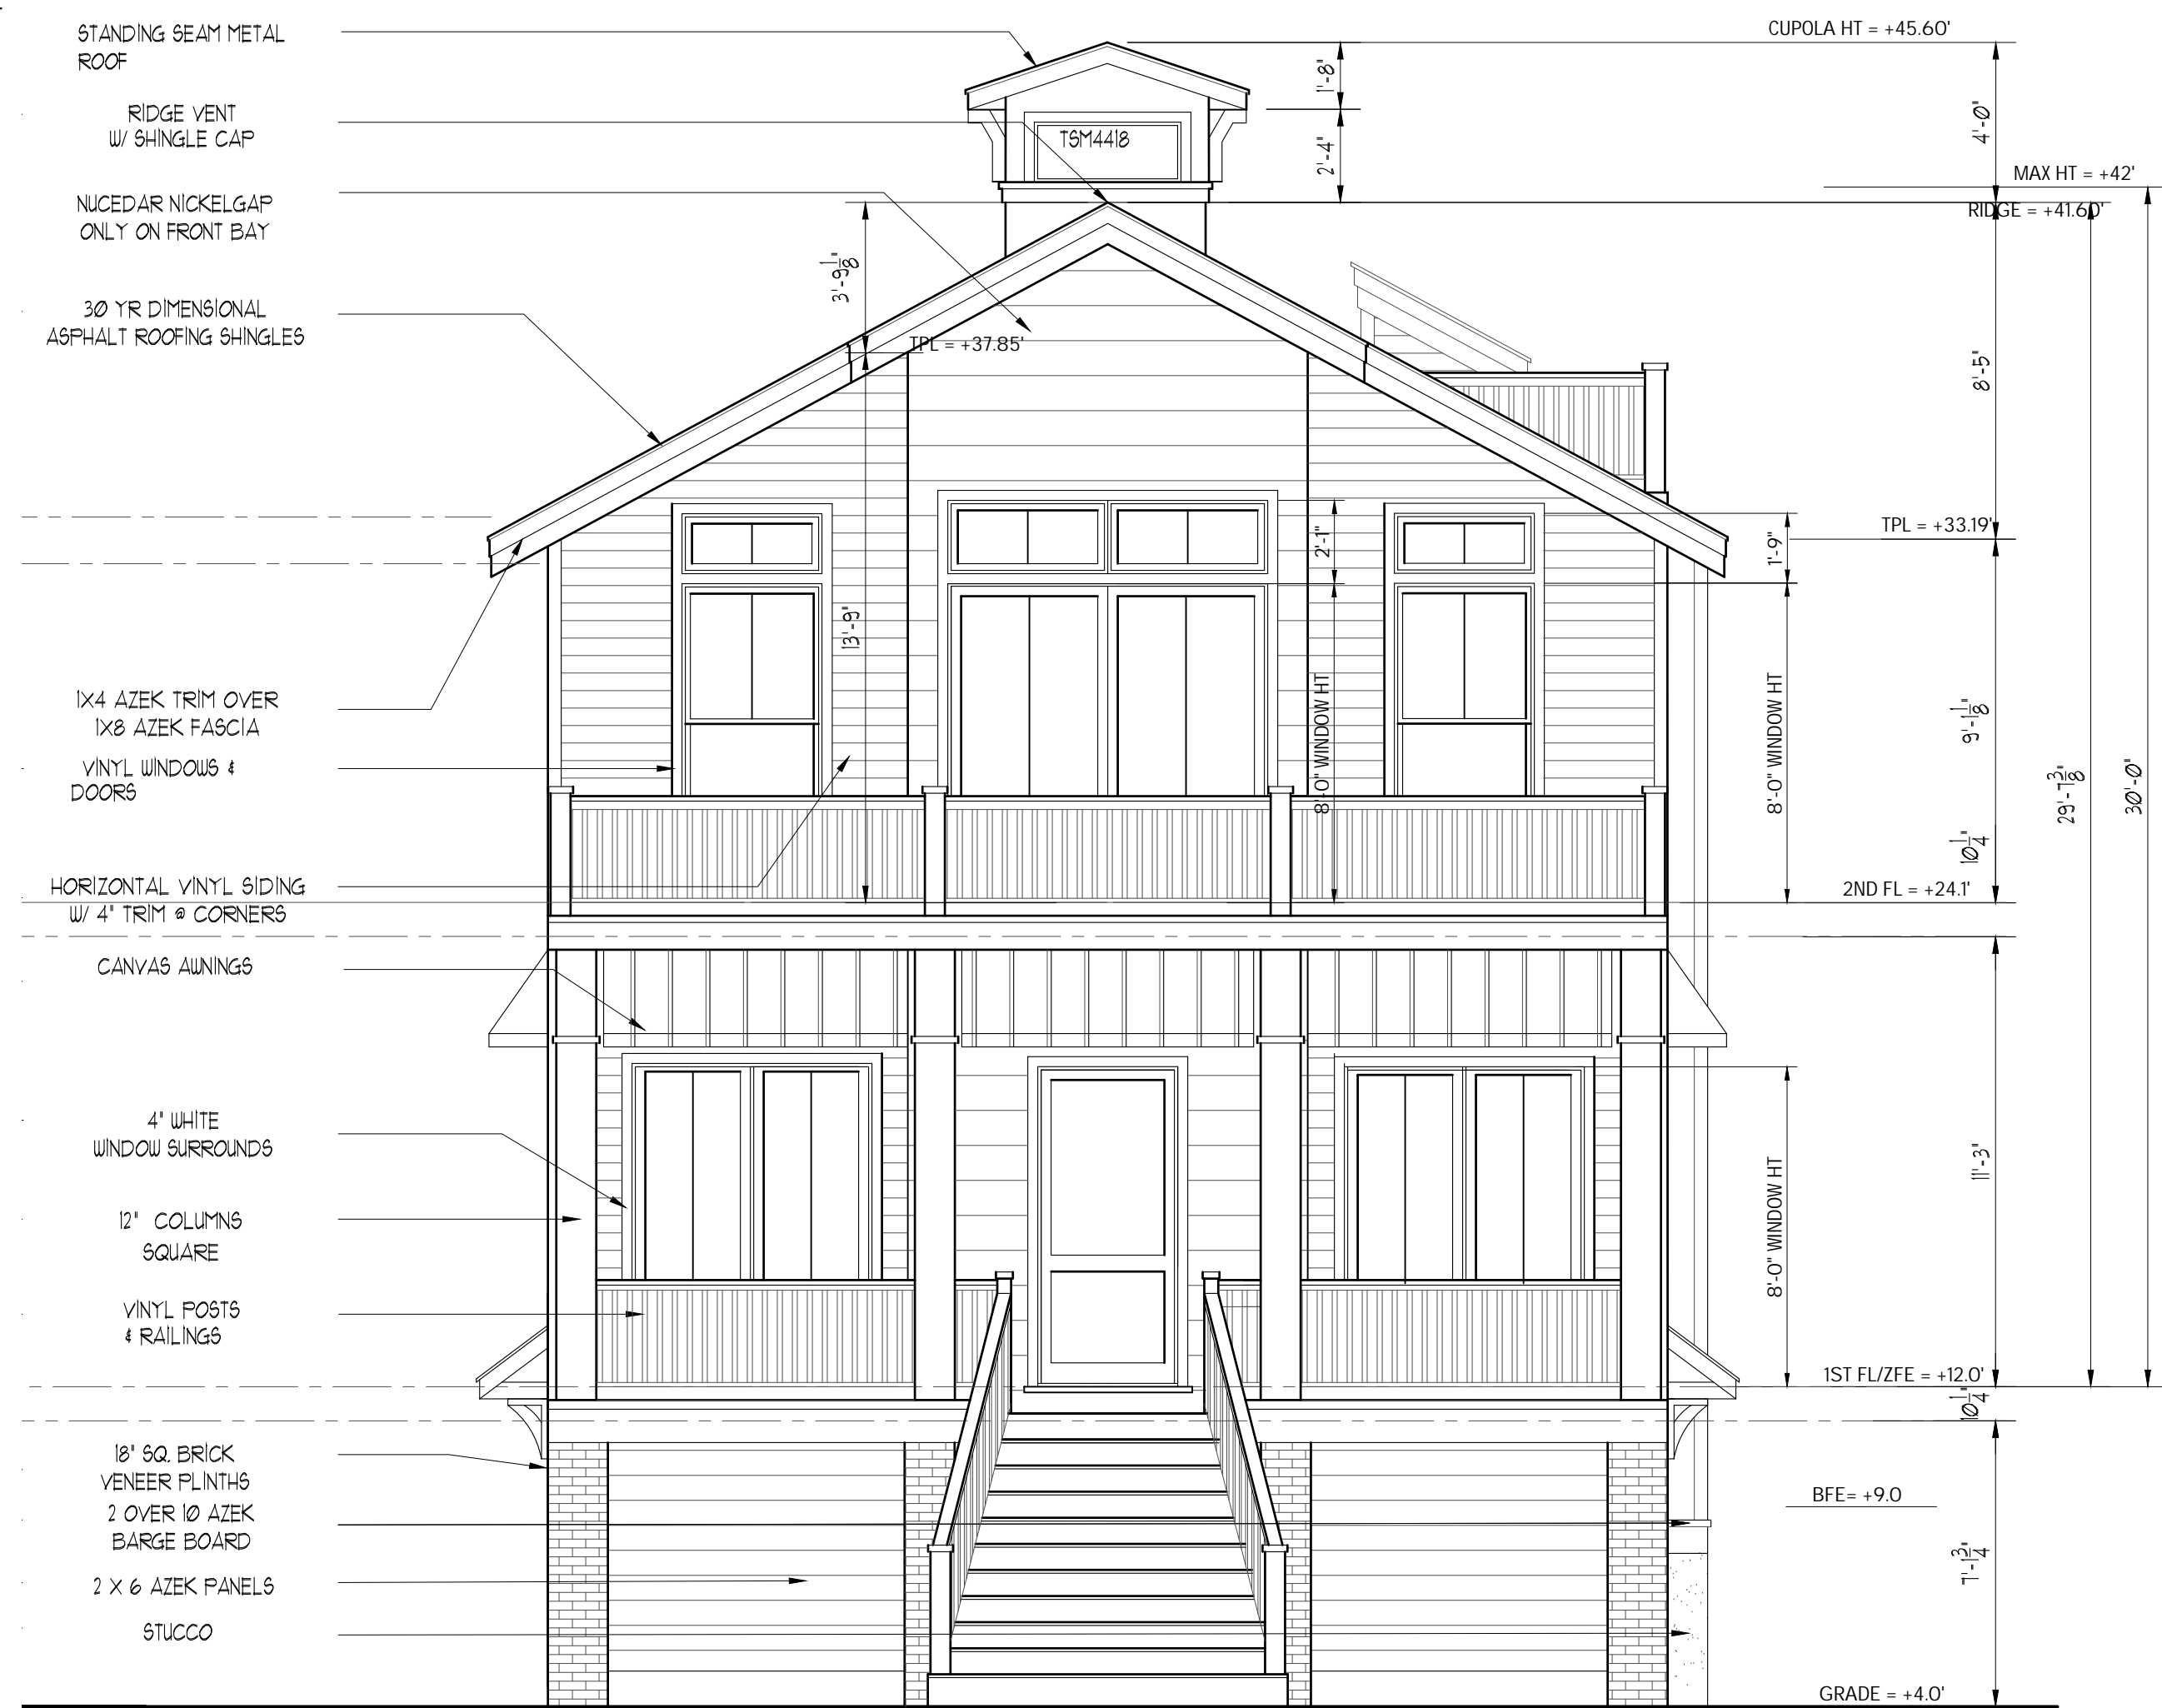 STANDING SEAM METAL
ROOF
RIDGE VENT
W/ SHINGLE CAP
NUCEDAR NICKELGAP
ONLY ON FRONT BAY
30 YR DIMENSIONAL
ASPHALT ROOFING SHINGLES
1X4 AZEK TRIM OVER
1X8 AZEK FASCIA
VINYL WINDOWS &
DOORS
HORIZONTAL VINYL SIDING
W/ 4" TRIM @ CORNERS
CANVAS AWNINGS
4" WHITE
WINDOW SURROUNDS
12" COLUMNS
SQUARE
VINYL POSTS
& RAILINGS
18" SQ. BRICK
VENEER PLINTHS
2 OVER 10 AZEK
BARGE BOARD
2 X 6 AZEK PANELS
STUCCO
TSM4418
1'-8"
2'-4"
3'-9 1/8"
TPL = +37.85'
13'-9"
2'-1"
8'-0" WINDOW HT
1'-9"
8'-0" WINDOW HT
8'-0" WINDOW HT
CUPOLA HT = +45.60'
4'-0"
MAX HT = +42'
RIDGE = +41.60'
8'-5"
TPL = +33.19'
9'-1 1/8"
10 1/4"
2ND FL = +24.1'
29'-7 3/8"
30'-0"
11'-3"
1ST FL/ZFE = +12.0'
10 1/4"
BFE= +9.0
7'-1 3/4"
GRADE = +4.0'